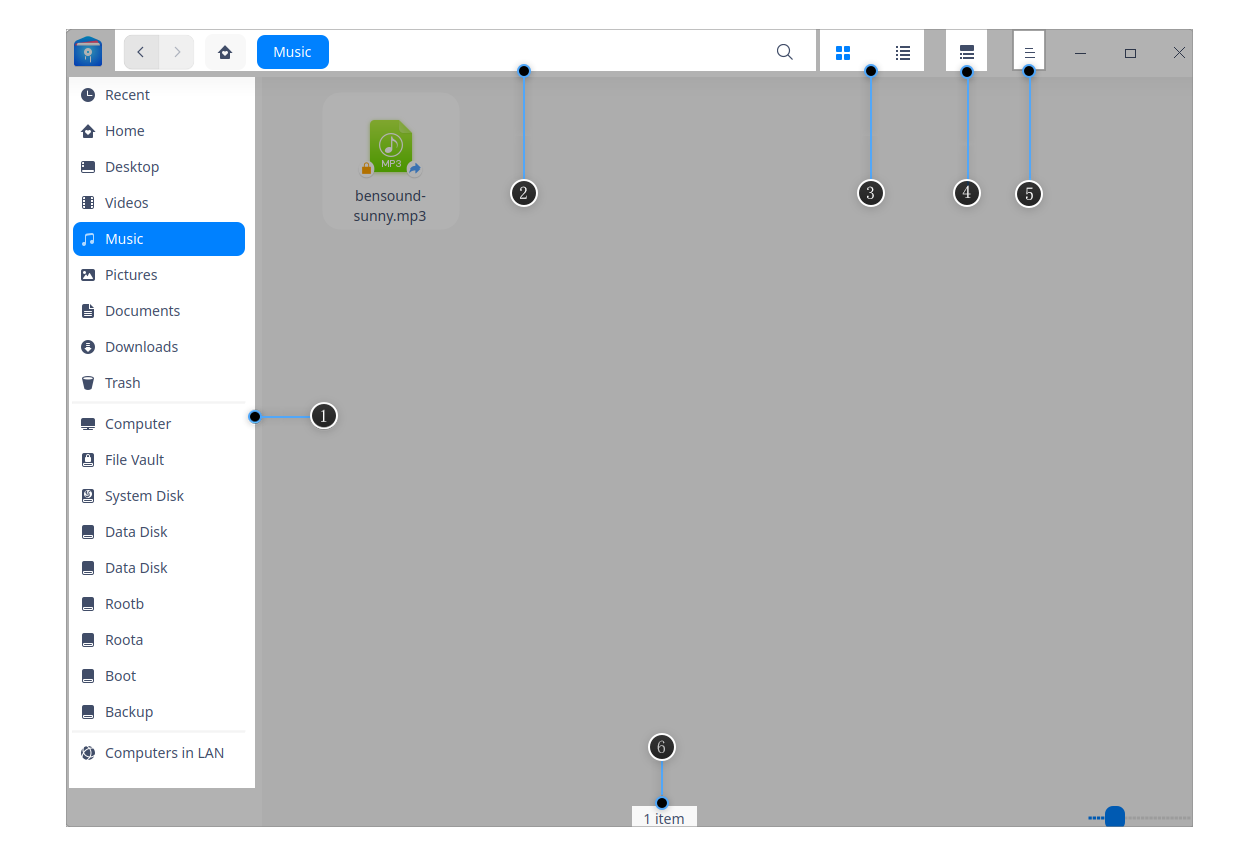 Music
Recent
Home
Desktop
Videos
Music
Pictures
Documents
Downloads
Trash
Computer
File Vault
System Disk
Data Disk
Data Disk
Rootb
Roota
Boot
Backup
Computers in LAN
MP3
bensound-
sunny.mp3
1
2
3
4
5
6
1 item